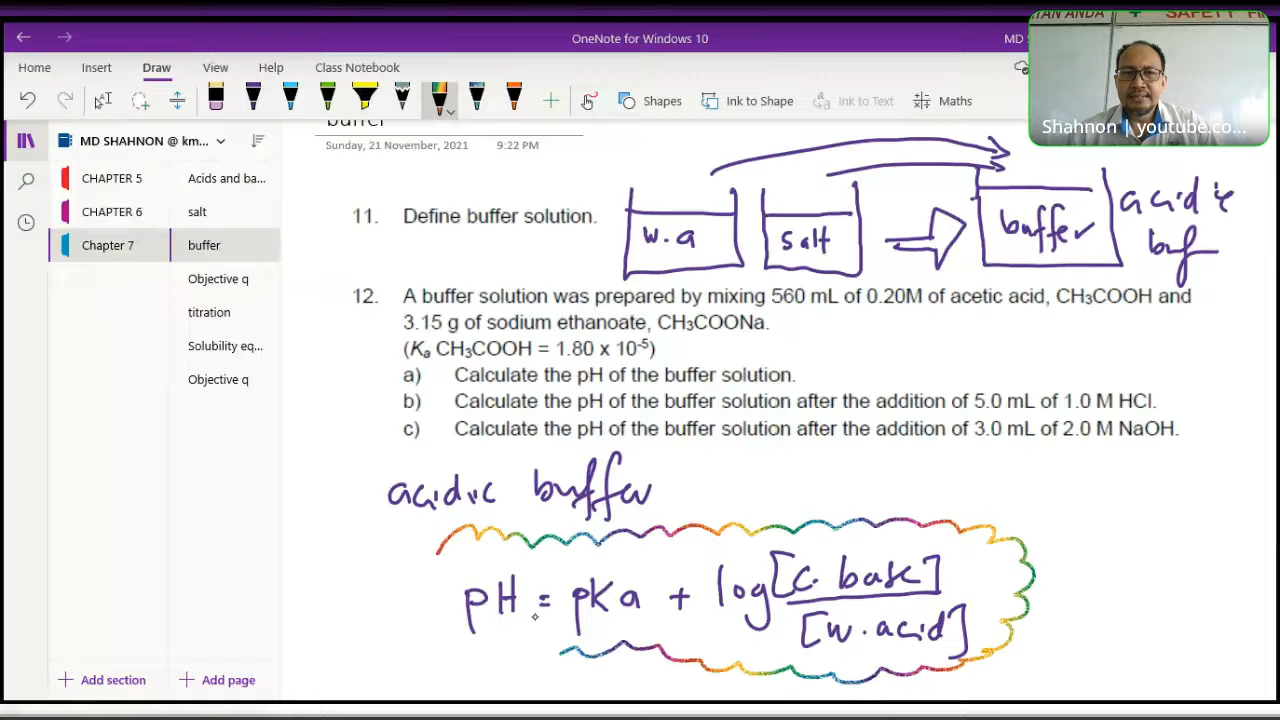 OneNote for Windows 10
MD S
TAN ANDA + SAFETY FI
Shahnon | youtube.co...
Home Insert Draw View Help Class Notebook
Shapes Ink to Shape Ink to Text Maths
MD SHAHNON @ km...
CHAPTER 5
CHAPTER 6
Chapter 7
Acids and ba...
salt
buffer
Objective q
titration
Solubility eq...
Objective q
Add section
Add page
buffer
Sunday, 21 November, 2021 9:22 PM
11. Define buffer solution.
w.a salt buffer acidic
buf
12. A buffer solution was prepared by mixing 560 mL of 0.20M of acetic acid, CH₃COOH and
3.15 g of sodium ethanoate, CH₃COONa.
(Kₐ CH₃COOH = 1.80 x 10⁻⁵)
a) Calculate the pH of the buffer solution.
b) Calculate the pH of the buffer solution after the addition of 5.0 mL of 1.0 M HCl.
c) Calculate the pH of the buffer solution after the addition of 3.0 mL of 2.0 M NaOH.
acidic buffer
pH = pKa + log [c. base]
[w. acid]